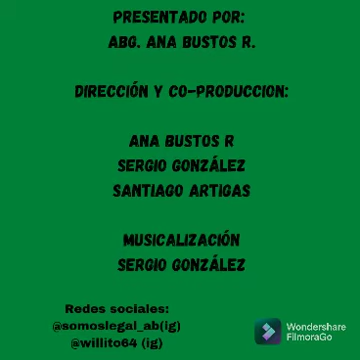 PRESENTADO POR:
ABG. ANA BUSTOS R.
DIRECCIÓN Y CO-PRODUCCION:
ANA BUSTOS R
SERGIO GONZÁLEZ
SANTIAGO ARTIGAS
MUSICALIZACIÓN
SERGIO GONZÁLEZ
Redes sociales:
@somoslegal_ab(ig)
@willito64 (ig)
Wondershare
FilmoraGo